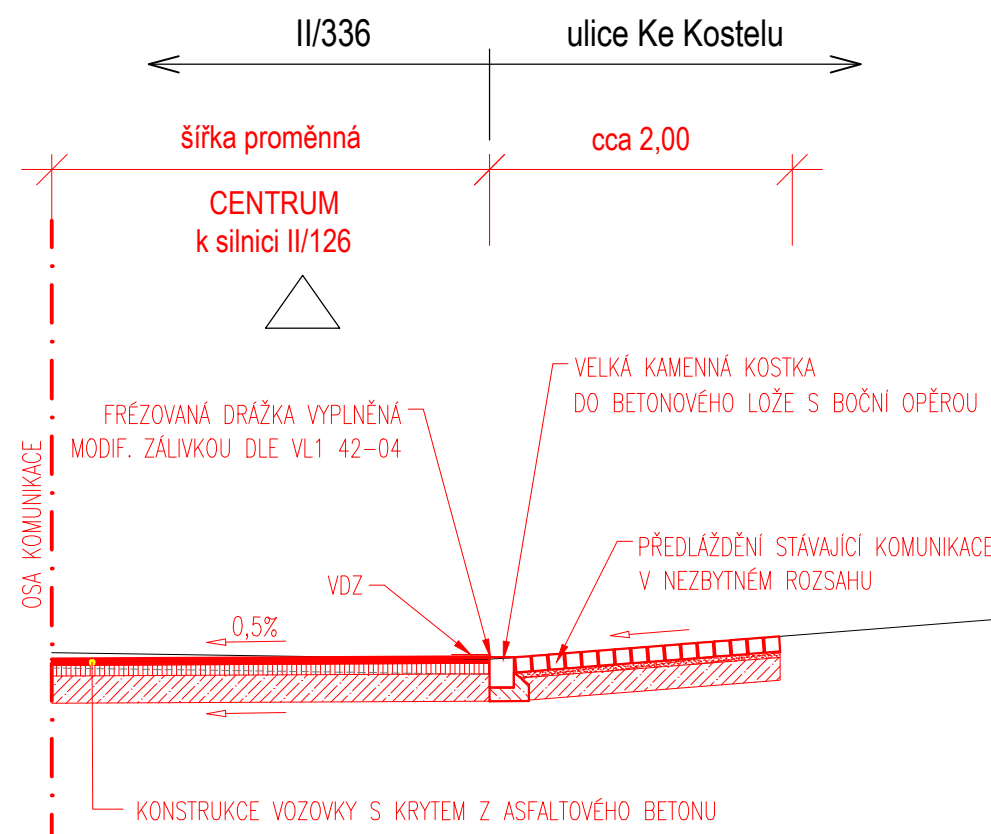 II/336
ulice Ke Kostelu
šířka proměnná
cca 2,00
CENTRUM
k silnici II/126
VELKÁ KAMENNÁ KOSTKA
DO BETONOVÉHO LOŽE S BOČNÍ OPĚROU
FRÉZOVANÁ DRÁŽKA VYPLNĚNÁ
MODIF. ZÁLIVKOU DLE VL1 42-04
OSA KOMUNIKACE
PŘEDLÁŽDĚNÍ STÁVAJÍCÍ KOMUNIKACE
V NEZBYTNÉM ROZSAHU
VDZ
0,5%
KONSTRUKCE VOZOVKY S KRYTEM Z ASFALTOVÉHO BETONU